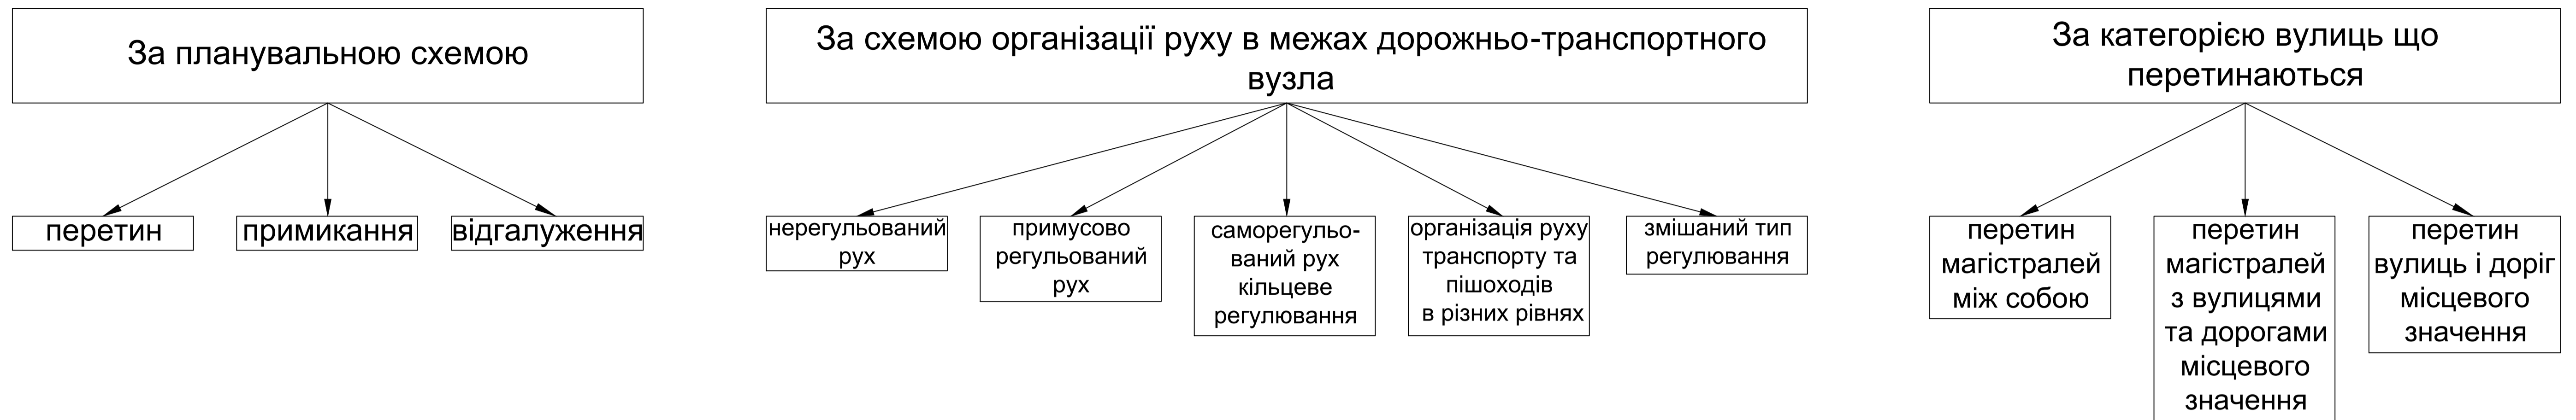 За планувальною схемою
перетин
примикання
відгалуження
За схемою організації руху в межах дорожньо-транспортного
вузла
нерегульований
рух
примусово
регульований
рух
саморегульо-
ваний рух
кільцеве
регулювання
організація руху
транспорту та
пішоходів
в різних рівнях
змішаний тип
регулювання
За категорією вулиць що
перетинаються
перетин
магістралей
між собою
перетин
магістралей
з вулицями
та дорогами
місцевого
значення
перетин
вулиць і доріг
місцевого
значення